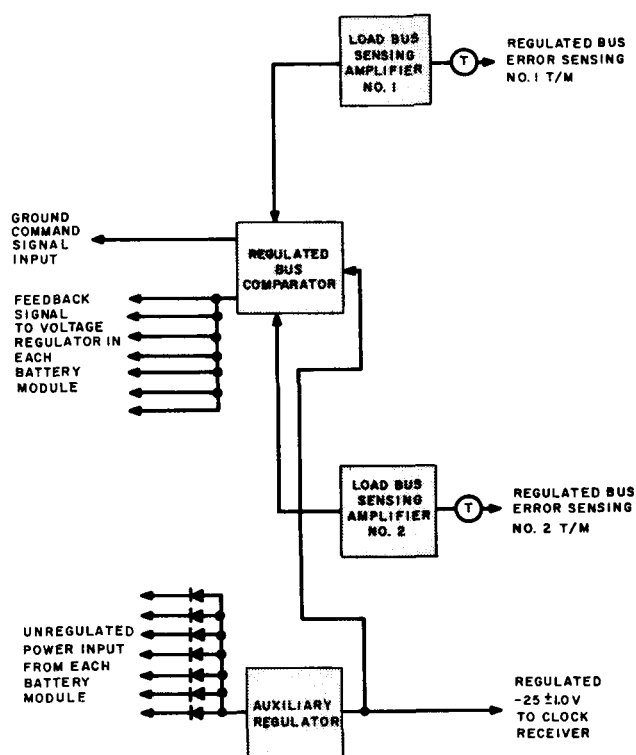 LOAD BUS
SENSING
AMPLIFIER
NO. 1
T
REGULATED BUS
ERROR SENSING
NO. 1 T/M
GROUND
COMMAND
SIGNAL
INPUT
REGULATED
BUS
COMPARATOR
FEEDBACK
SIGNAL
TO VOLTAGE
REGULATOR IN
EACH
BATTERY
MODULE
LOAD BUS
SENSING
AMPLIFIER
NO. 2
T
REGULATED BUS
ERROR SENSING
NO. 2 T/M
UNREGULATED
POWER INPUT
FROM EACH
BATTERY
MODULE
AUXILIARY
REGULATOR
REGULATED
-25 ±1.0V
TO CLOCK
RECEIVER